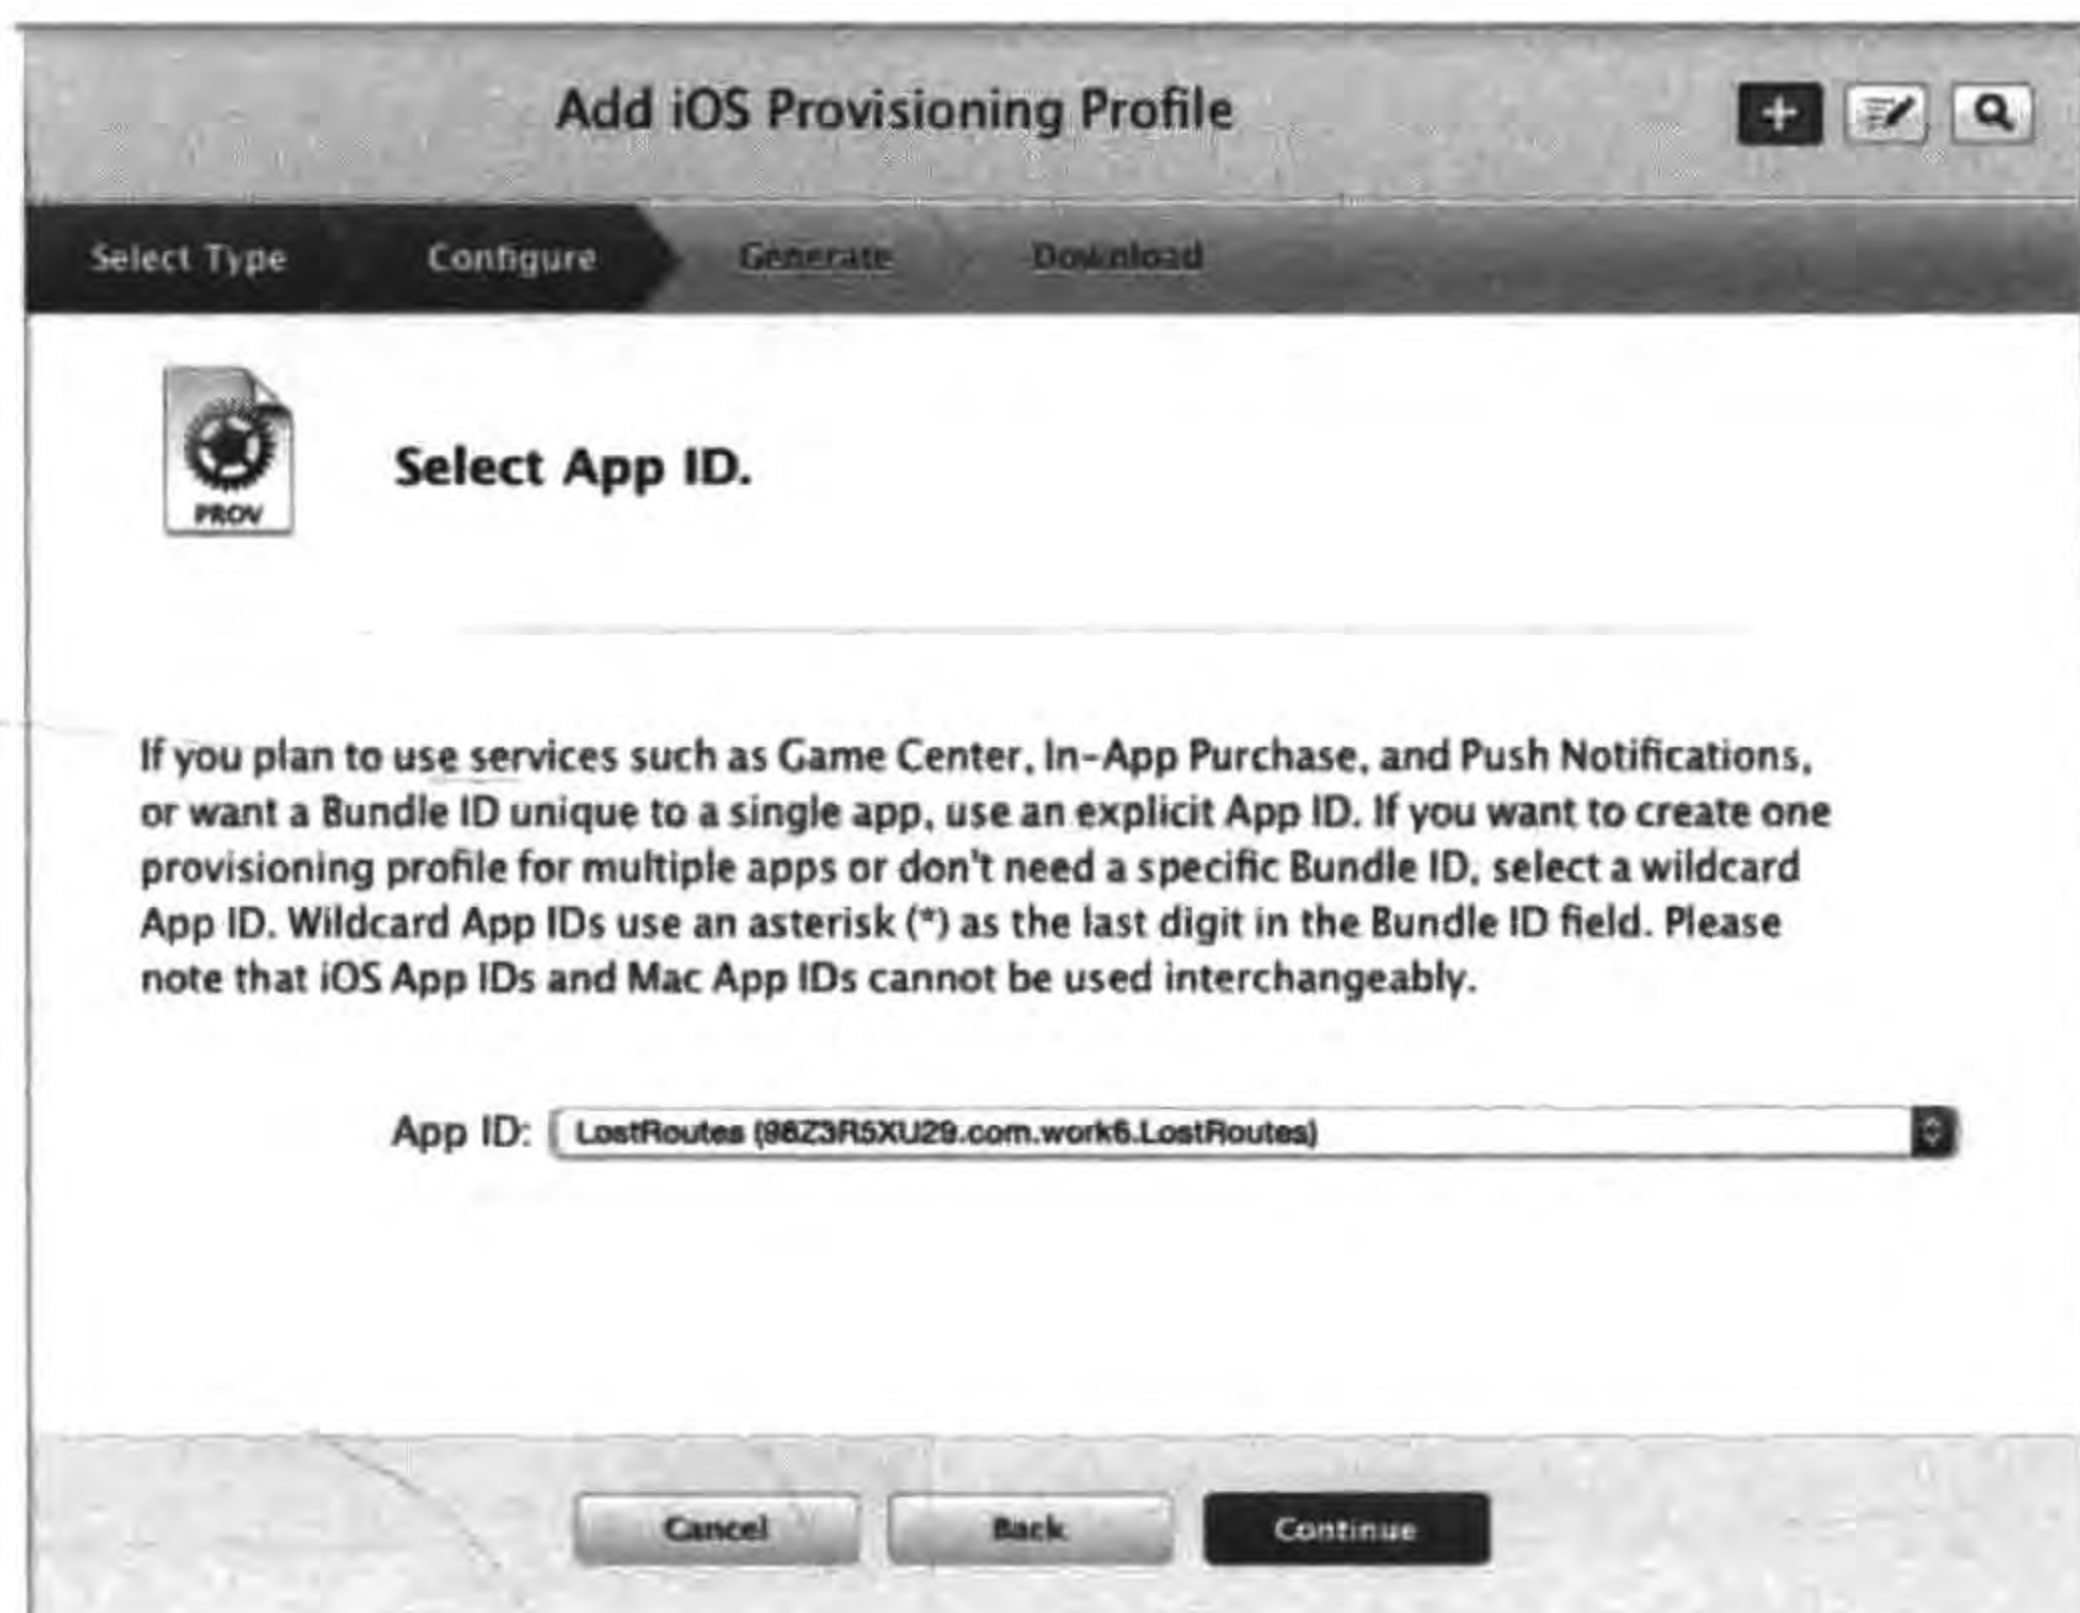 Add iOS Provisioning Profile
Select Type Configure Generate Download
PROV
Select App ID.
If you plan to use services such as Game Center, In-App Purchase, and Push Notifications,
or want a Bundle ID unique to a single app, use an explicit App ID. If you want to create one
provisioning profile for multiple apps or don't need a specific Bundle ID, select a wildcard
App ID. Wildcard App IDs use an asterisk (*) as the last digit in the Bundle ID field. Please
note that iOS App IDs and Mac App IDs cannot be used interchangeably.
App ID: LostRoutes (98Z3R5XU29.com.work6.LostRoutes)
Cancel Back Continue